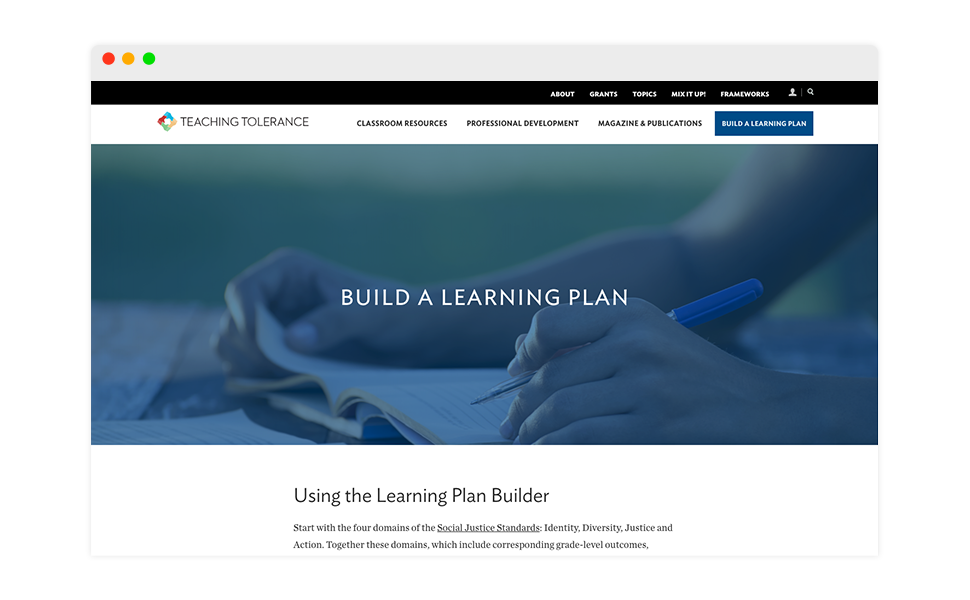 ABOUT GRANTS TOPICS MIX IT UP! FRAMEWORKS
TEACHING TOLERANCE CLASSROOM RESOURCES PROFESSIONAL DEVELOPMENT MAGAZINE & PUBLICATIONS BUILD A LEARNING PLAN
BUILD A LEARNING PLAN
Using the Learning Plan Builder
Start with the four domains of the Social Justice Standards: Identity, Diversity, Justice and
Action. Together these domains, which include corresponding grade-level outcomes,